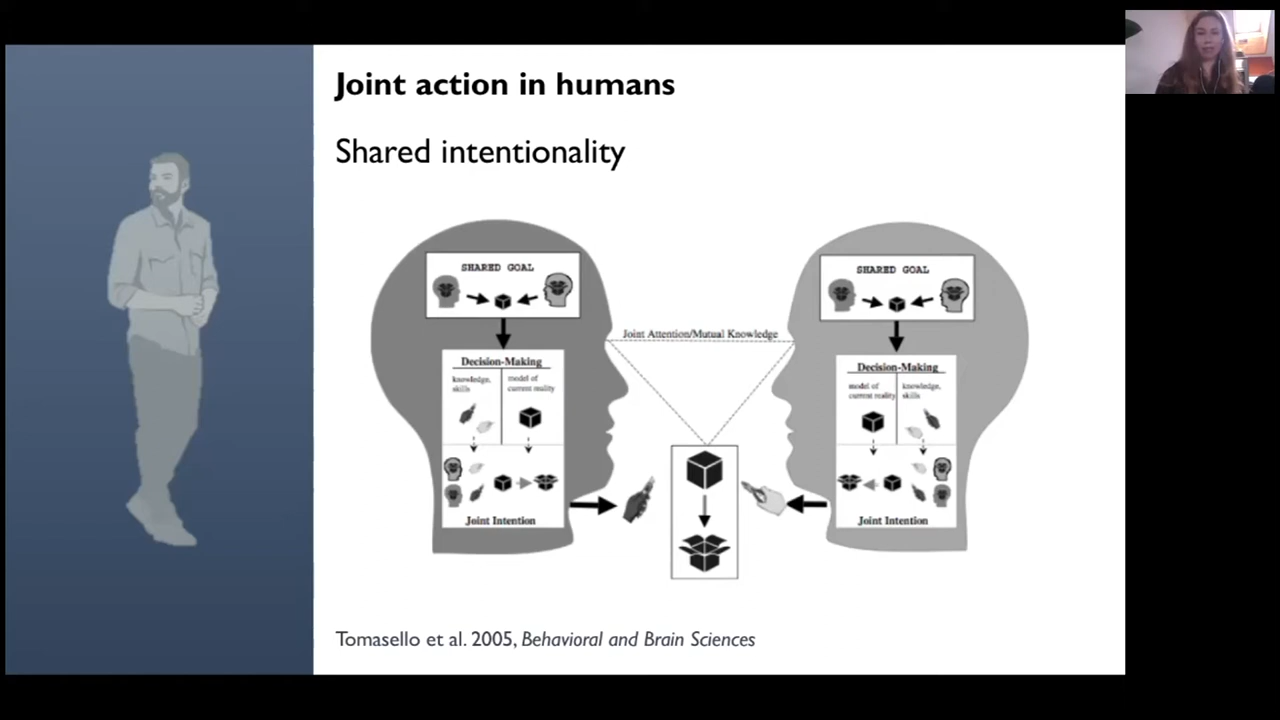 Joint action in humans
Shared intentionality
SHARED GOAL
Decision-Making
knowledge,
skills
model of
current reality
Joint Intention
Joint Attention/Mutual Knowledge
SHARED GOAL
Decision-Making
model of
current reality
knowledge,
skills
Joint Intention
Tomasello et al. 2005, Behavioral and Brain Sciences